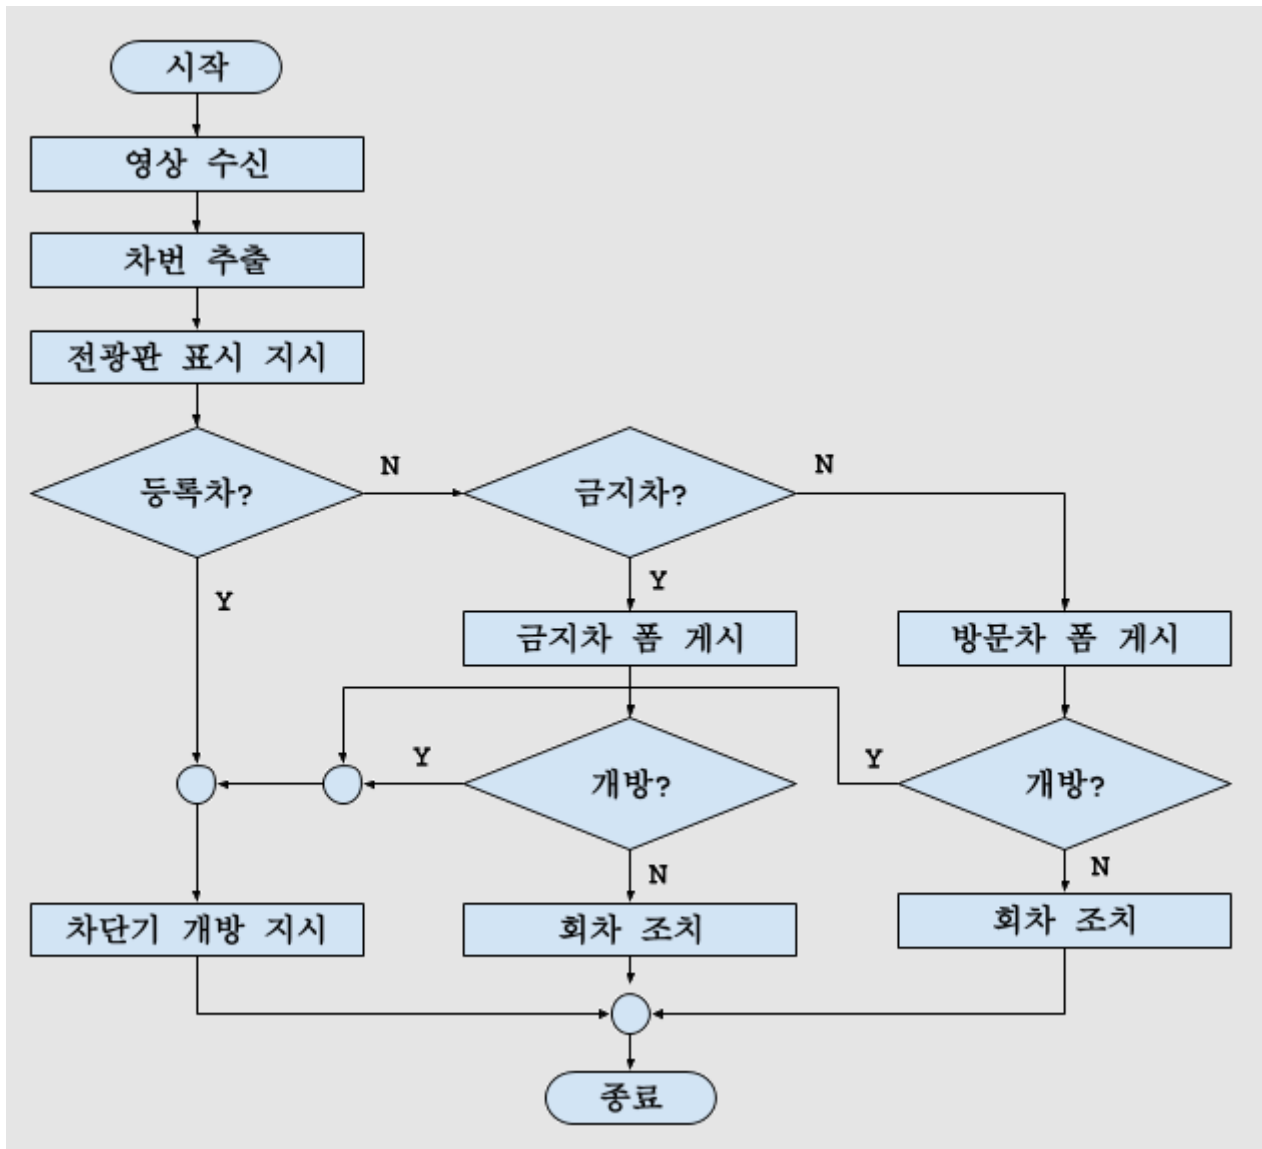 시작
영상 수신
차번 추출
전광판 표시 지시
등록차?
N
금지차?
N
Y
Y
금지차 폼 게시
방문차 폼 게시
Y
개방?
Y
개방?
N
N
차단기 개방 지시
회차 조치
회차 조치
종료